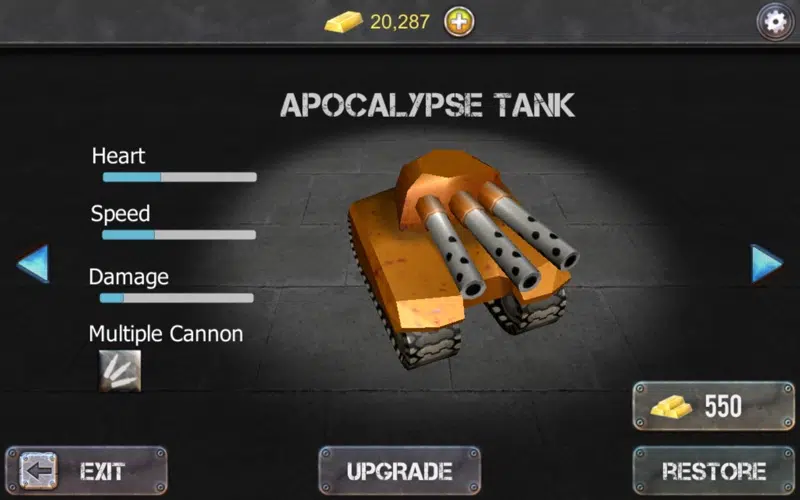 20,287
APOCALYPSE TANK
Heart
Speed
Damage
Multiple Cannon
550
EXIT
UPGRADE
RESTORE